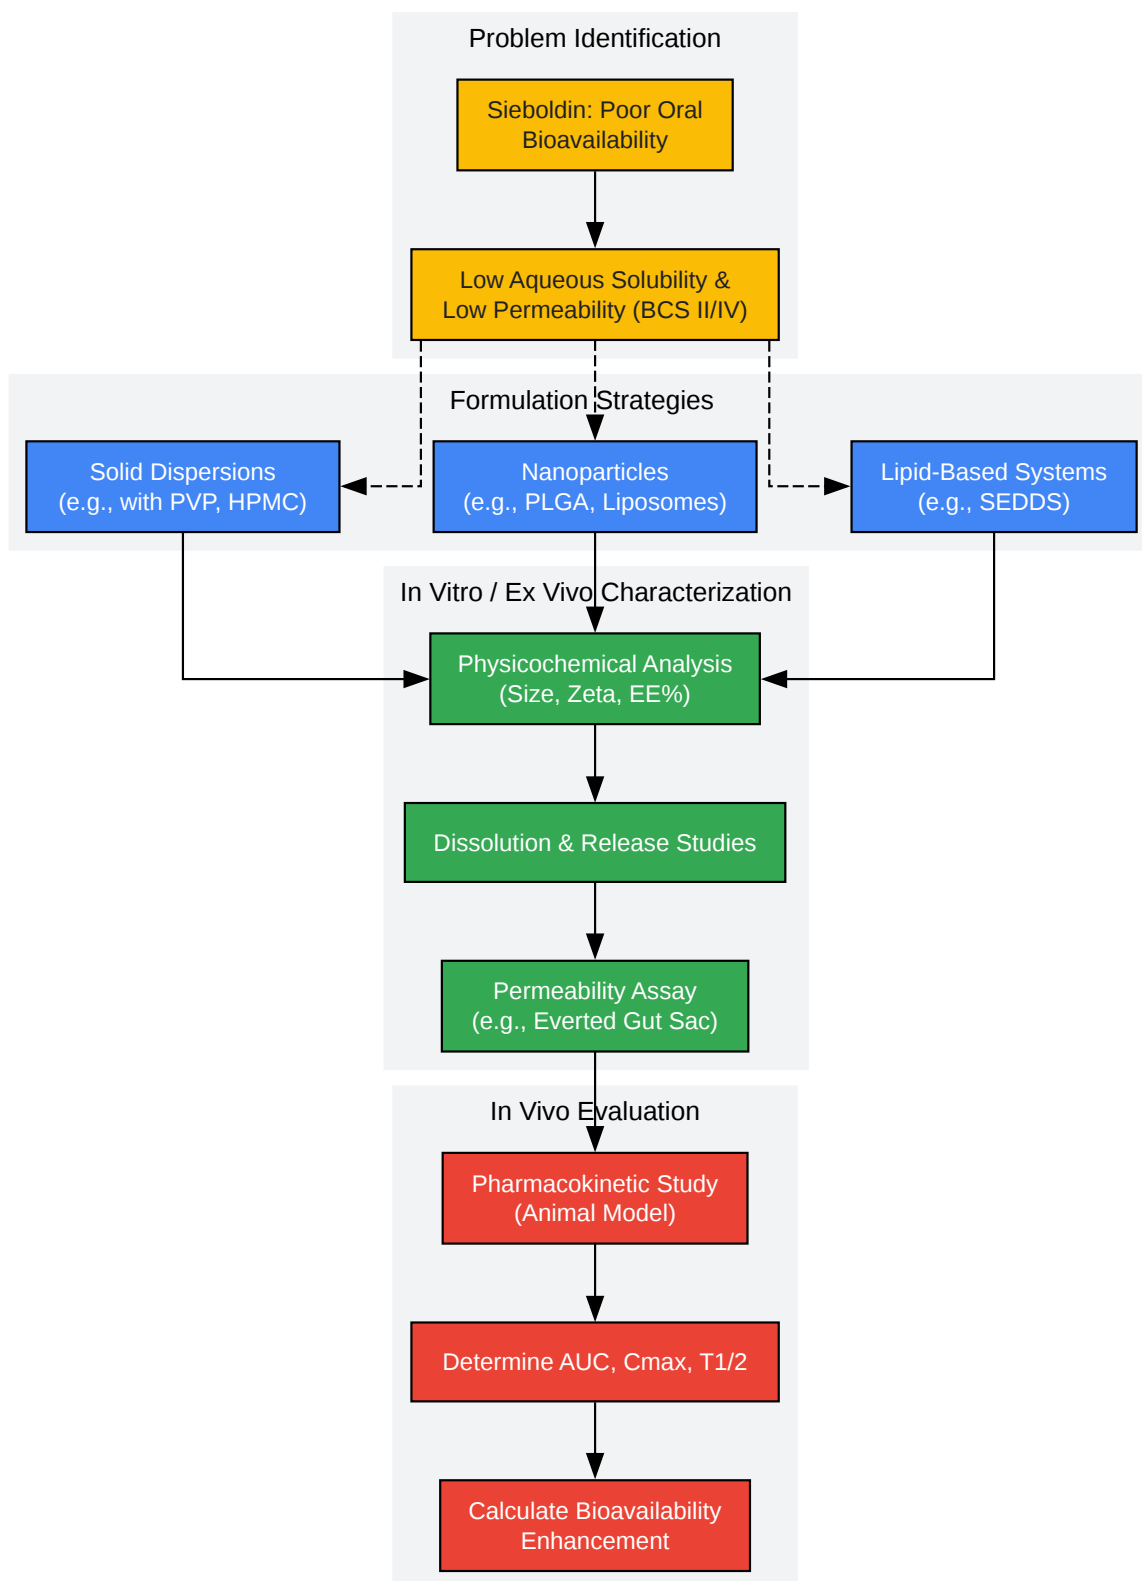 Problem Identification
Sieboldin: Poor Oral
Bioavailability
Low Aqueous Solubility &
Low Permeability (BCS II/IV)
Formulation Strategies
Solid Dispersions
(e.g., with PVP, HPMC)
Nanoparticles
(e.g., PLGA, Liposomes)
Lipid-Based Systems
(e.g., SEDDS)
In Vitro / Ex Vivo Characterization
Physicochemical Analysis
(Size, Zeta, EE%)
Dissolution & Release Studies
Permeability Assay
(e.g., Everted Gut Sac)
In Vivo Evaluation
Pharmacokinetic Study
(Animal Model)
Determine AUC, Cmax, T1/2
Calculate Bioavailability
Enhancement